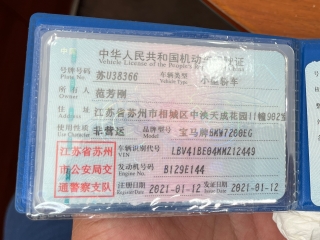 中华人民共和国机动车行驶证
Vehicle License of the People's
号牌号码 苏U38366 车辆类型 小型轿车
Plate No. Vehicle Type
所有人 范芳刚
Owner
住址 江苏省苏州市相城区中浃天成花园11幢902室
Address
使用性质 非营运 品牌型号 宝马牌BMW7200EG
Use Character Model
江苏省苏州
市公安局交
通警察支队
车辆识别代号 LBV41BE04MMZ12449
VIN
发动机号码 B129E144
Engine No.
注册日期 2021-01-12 发证日期 2021-01-12